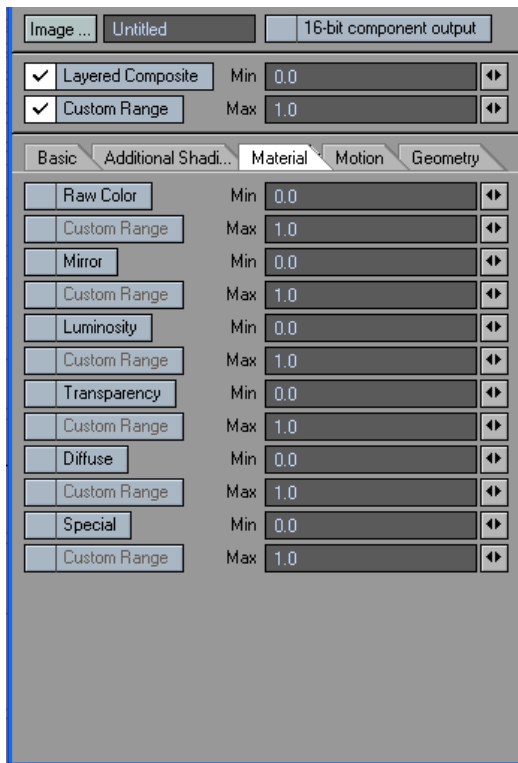 Image ... Untitled 16-bit component output
Layered Composite Min 0.0
Custom Range Max 1.0
Basic Additional Shadi... Material Motion Geometry
Raw Color Min 0.0
Custom Range Max 1.0
Mirror Min 0.0
Custom Range Max 1.0
Luminosity Min 0.0
Custom Range Max 1.0
Transparency Min 0.0
Custom Range Max 1.0
Diffuse Min 0.0
Custom Range Max 1.0
Special Min 0.0
Custom Range Max 1.0